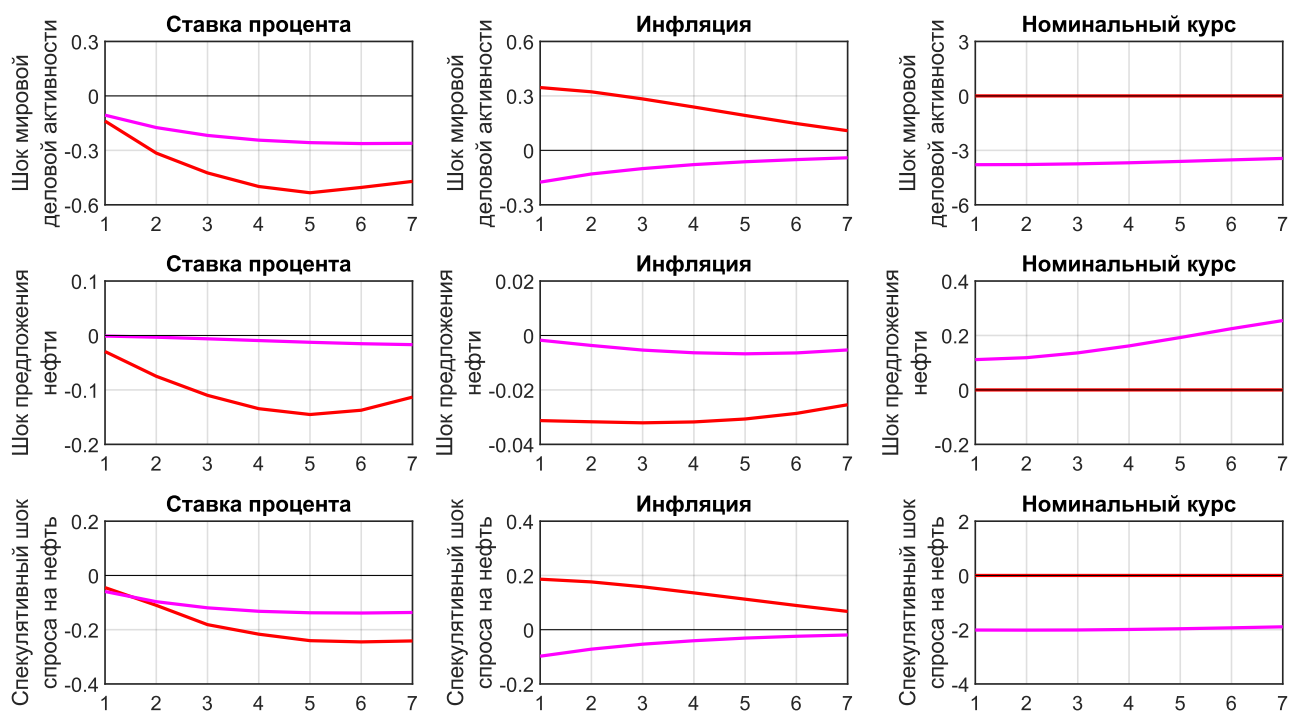 Ставка процента
Шок мировой
деловой активности
0.3
0
-0.3
-0.6
1 2 3 4 5 6 7
Инфляция
Шок мировой
деловой активности
0.6
0.3
0
-0.3
1 2 3 4 5 6 7
Номинальный курс
Шок мировой
деловой активности
3
0
-3
-6
1 2 3 4 5 6 7
Ставка процента
Шок предложения
нефти
0.1
0
-0.1
-0.2
1 2 3 4 5 6 7
Инфляция
Шок предложения
нефти
0.02
0
-0.02
-0.04
1 2 3 4 5 6 7
Номинальный курс
Шок предложения
нефти
0.4
0.2
0
-0.2
1 2 3 4 5 6 7
Ставка процента
Спекулятивный шок
спроса на нефть
0.2
0
-0.2
-0.4
1 2 3 4 5 6 7
Инфляция
Спекулятивный шок
спроса на нефть
0.4
0.2
0
-0.2
1 2 3 4 5 6 7
Номинальный курс
Спекулятивный шок
спроса на нефть
2
0
-2
-4
1 2 3 4 5 6 7